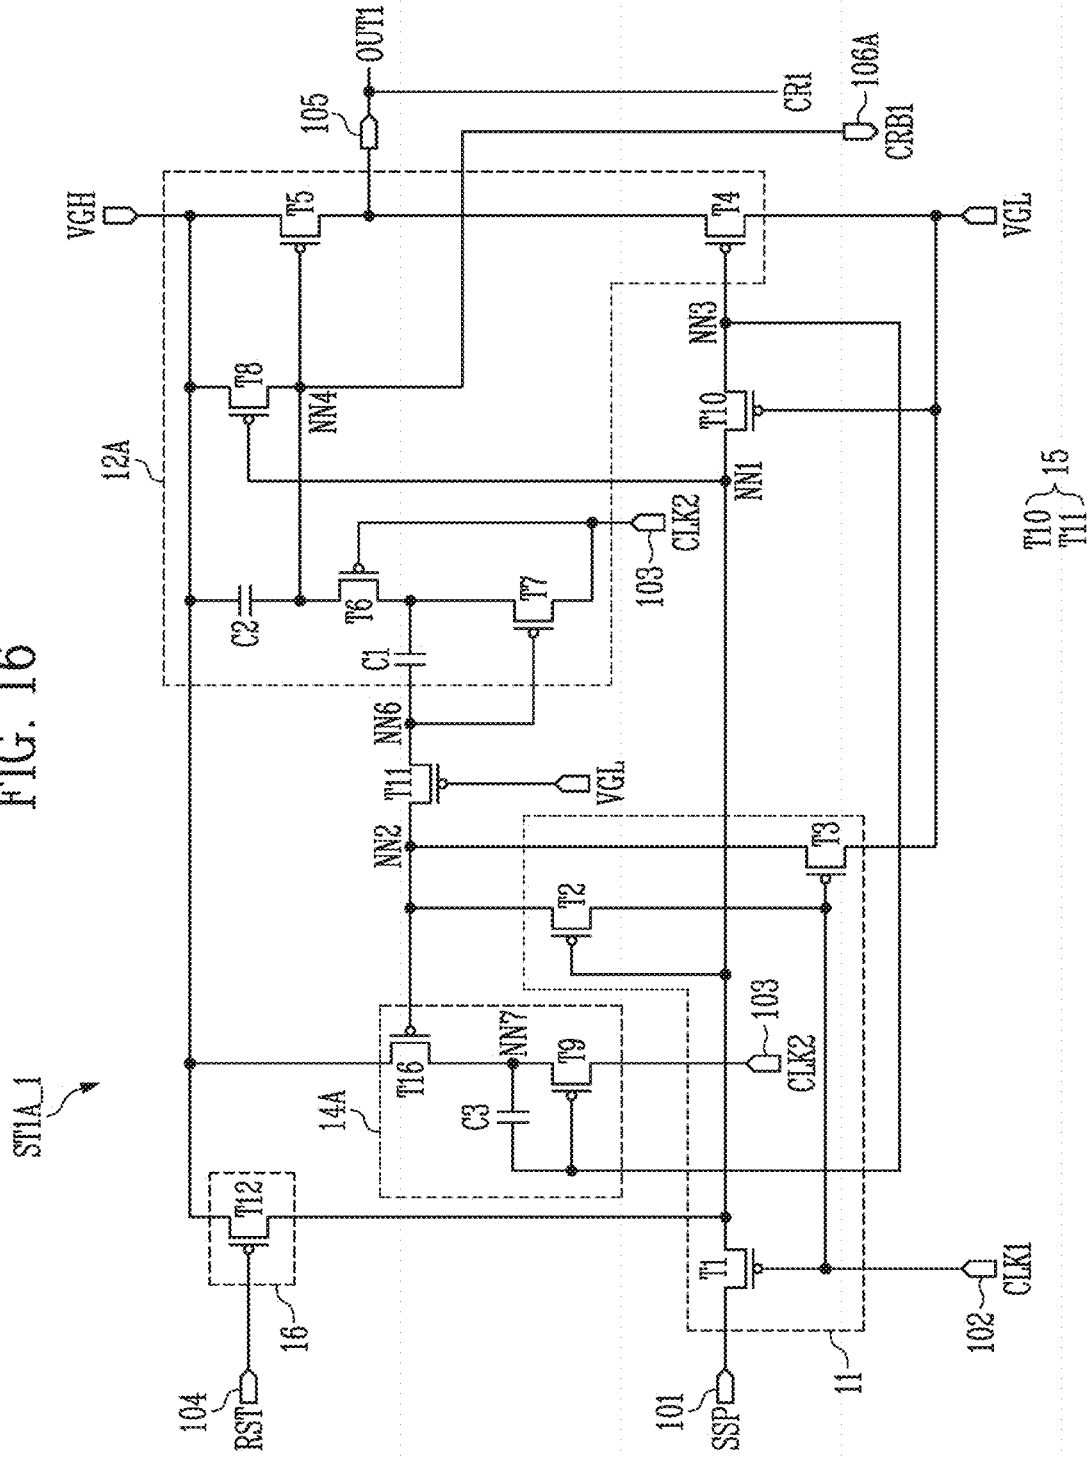 FIG. 16
ST1A_1
VGH
12A
105
OUT1
CR1
106A
CRB1
T5
T8
NN4
C2
T6
C1
T7
103
CLK2
NN6
T11
VGL
NN2
T4
NN3
T10
NN1
VGL
T10
T11
15
T3
T2
14A
T16
NN7
C3
T9
103
CLK2
T12
16
104
RST
T1
101
SSP
11
102
CLK1